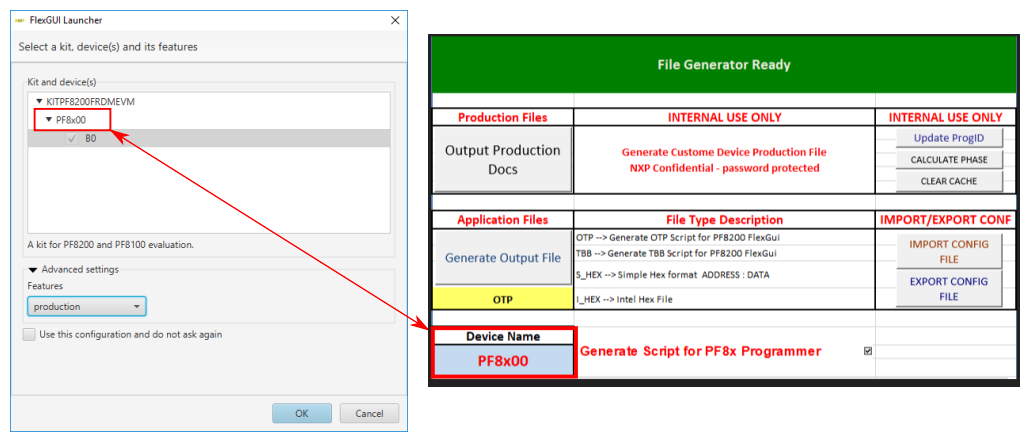 FlexGUI Launcher
Select a kit, device(s) and its features
Kit and device(s)
KITPF8200FRDMEVM
PF8x00
B0
A kit for PF8200 and PF8100 evaluation.
Advanced settings
Features
production
Use this configuration and do not ask again
OK
Cancel
File Generator Ready
Production Files
INTERNAL USE ONLY
INTERNAL USE ONLY
Output Production
Docs
Generate Custome Device Production File
NXP Confidential - password protected
Update ProgID
CALCULATE PHASE
CLEAR CACHE
Application Files
File Type Description
IMPORT/EXPORT CONF
Generate Output File
OTP
OTP --> Generate OTP Script for PF8200 FlexGui
TBB --> Generate TBB Script for PF8200 FlexGui
S_HEX --> Simple Hex format ADDRESS : DATA
I_HEX --> Intel Hex File
IMPORT CONFIG
FILE
EXPORT CONFIG
FILE
Device Name
PF8x00
Generate Script for PF8x Programmer